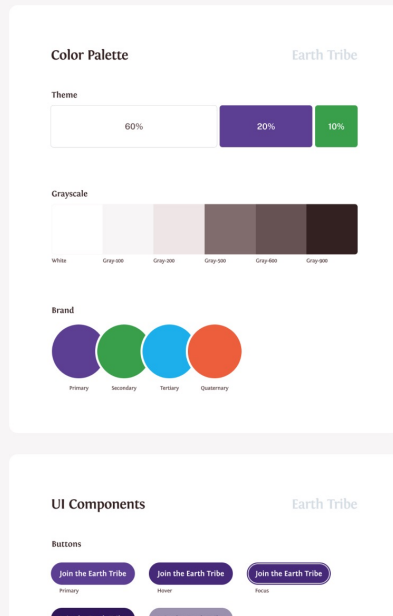 Color Palette Earth Tribe
Theme
60% 20% 10%
Grayscale
White Gray-100 Gray-200 Gray-500 Gray-800 Gray-900
Brand
Primary Secondary Tertiary Quaternary
UI Components Earth Tribe
Buttons
Join the Earth Tribe Join the Earth Tribe Join the Earth Tribe
Primary Hover Focus